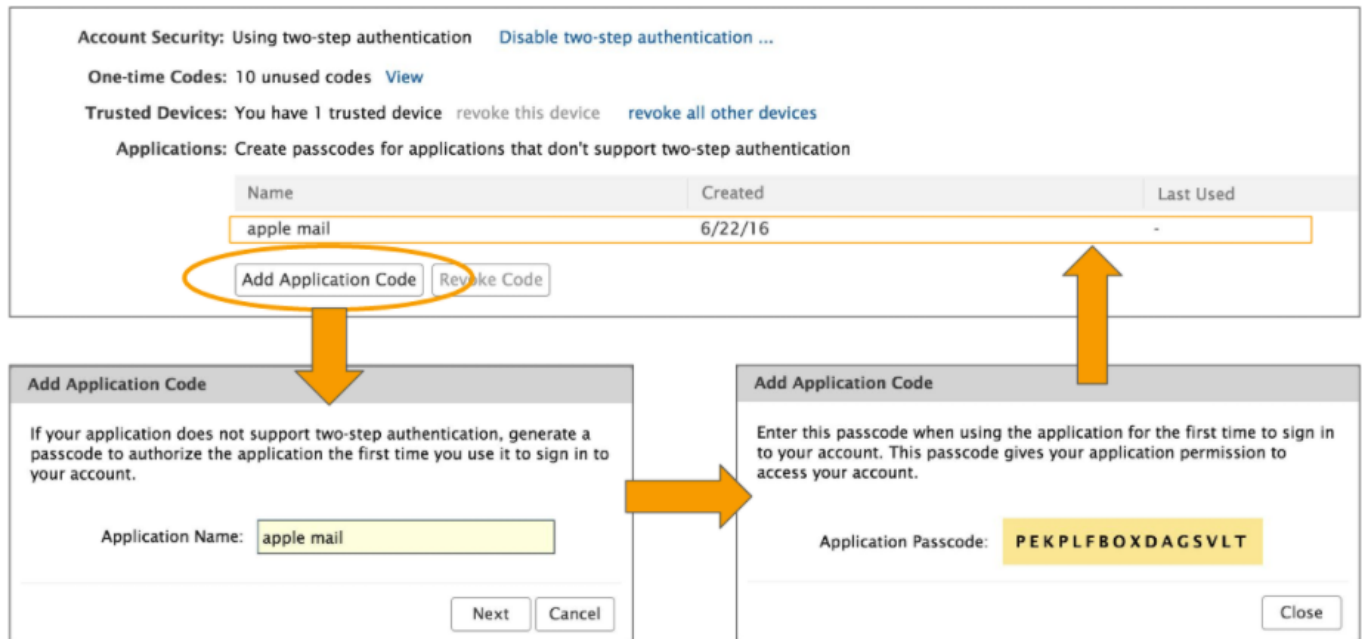 Account Security: Using two-step authentication Disable two-step authentication ...
One-time Codes: 10 unused codes View
Trusted Devices: You have 1 trusted device revoke this device revoke all other devices
Applications: Create passcodes for applications that don't support two-step authentication
Name Created Last Used
apple mail 6/22/16 -
Add Application Code Revoke Code
Add Application Code
If your application does not support two-step authentication, generate a
passcode to authorize the application the first time you use it to sign in to
your account.
Application Name: apple mail
Next Cancel
Add Application Code
Enter this passcode when using the application for the first time to sign in
to your account. This passcode gives your application permission to
access your account.
Application Passcode: PEKPLFBOXDAGSVLT
Close